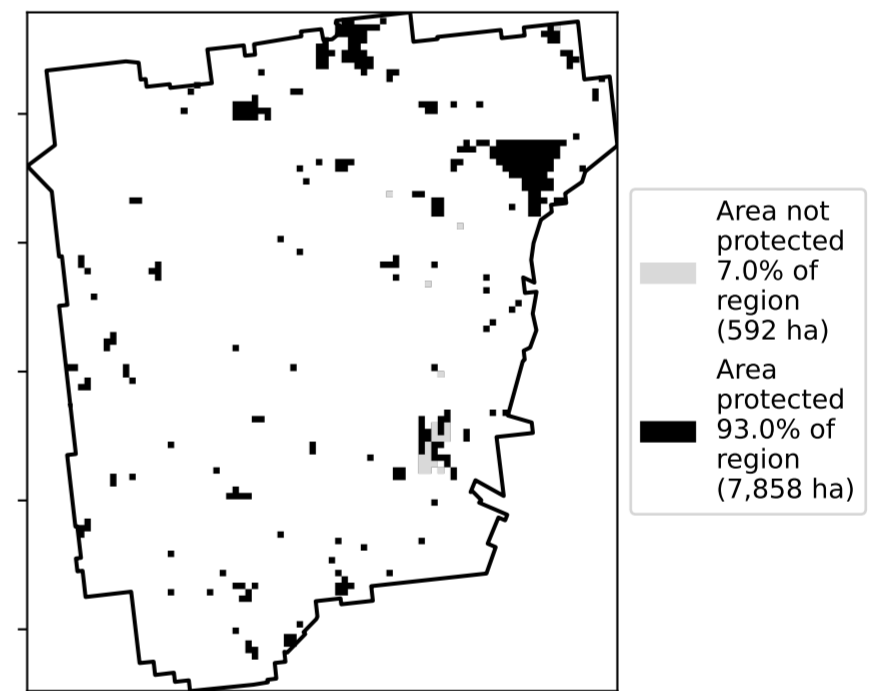 Area not
protected
7.0% of
region
(592 ha)
Area
protected
93.0% of
region
(7,858 ha)